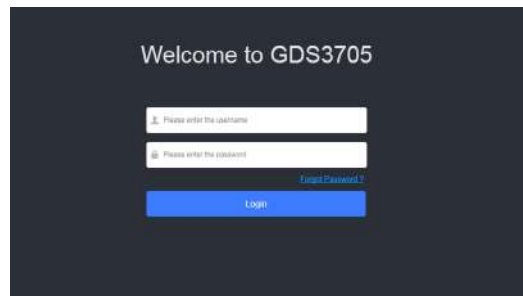 Welcome to GDS3705
Please enter the username
Please enter the password
Forgot Password ?
Login